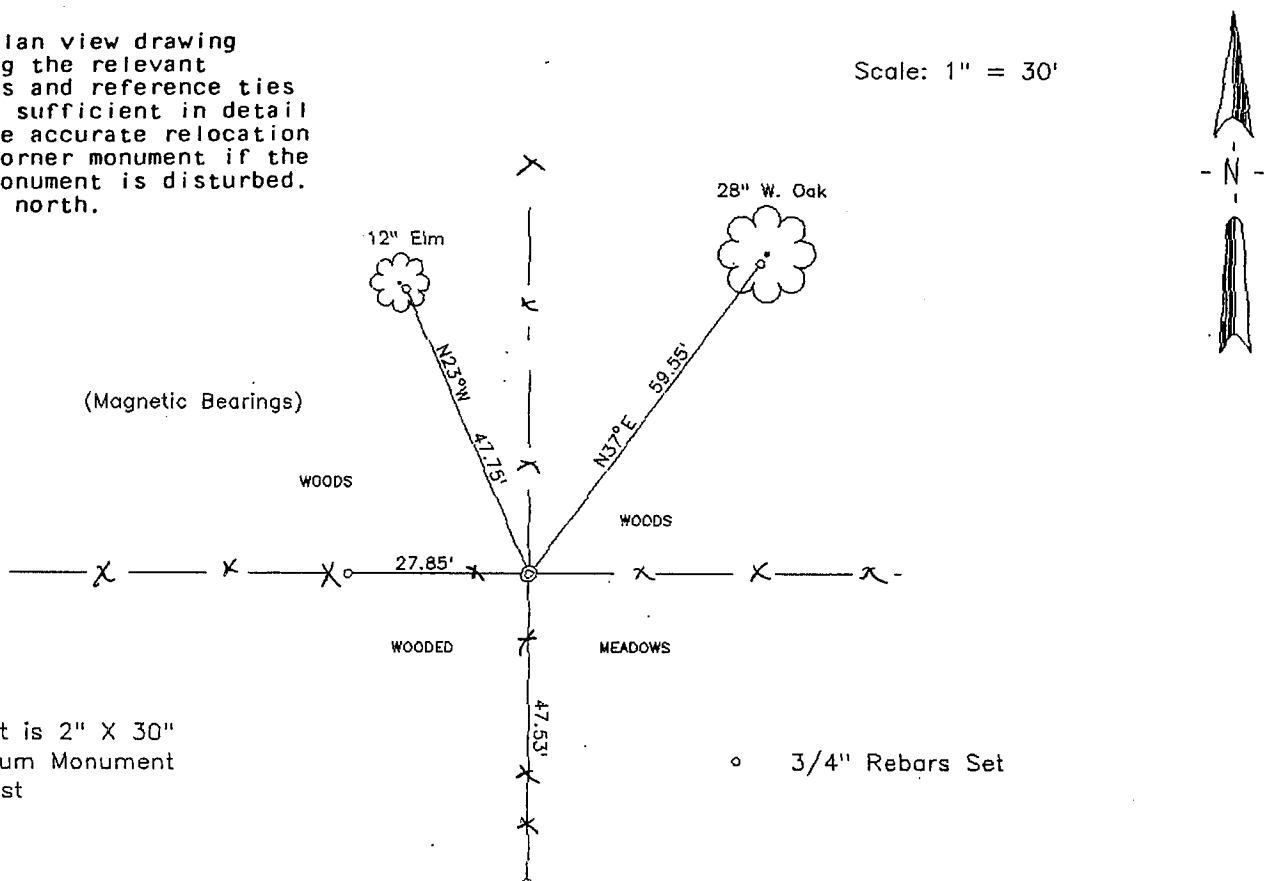 lan view drawing
g the relevant
s and reference ties
sufficient in detail
e accurate relocation
orner monument if the
onument is disturbed.
north.
Scale: 1" = 30'
N
28" W. Oak
12" Elm
N23°W
47.75'
N37°E
59.55'
(Magnetic Bearings)
WOODS
WOODS
27.85'
WOODED
MEADOWS
47.53'
t is 2" X 30"
um Monument
st
3/4" Rebars Set